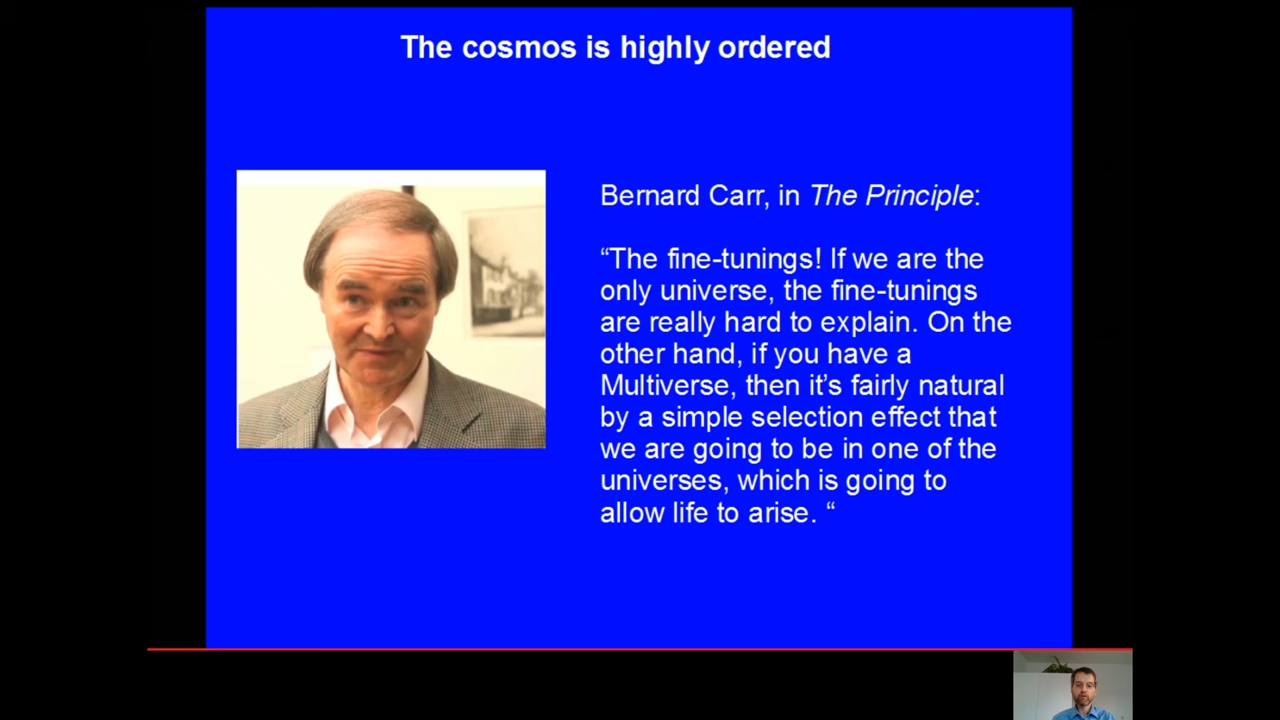 The cosmos is highly ordered
Bernard Carr, in The Principle:
“The fine-tunings! If we are the
only universe, the fine-tunings
are really hard to explain. On the
other hand, if you have a
Multiverse, then it’s fairly natural
by a simple selection effect that
we are going to be in one of the
universes, which is going to
allow life to arise. “